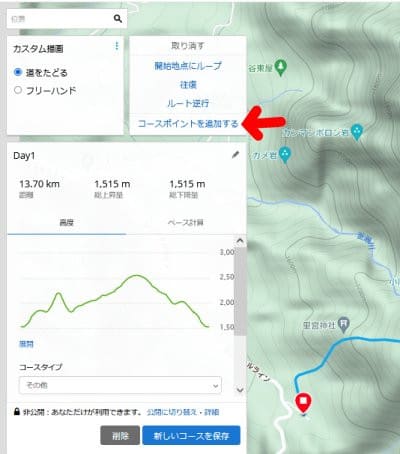 位置
カスタム描画
道をたどる
フリーハンド
取り消す
開始地点にループ
往復
ルート逆行
コースポイントを追加する
谷東屋
カンマンボロン岩
カメ岩
里宮神社
Day1
13.70 km
距離
1,515 m
総上昇量
1,515 m
総下降量
高度
ペース計算
3,00
2,50
2,00
1,50
展開
コースタイプ
その他
非公開：あなただけが利用できます。 公開に切り替え・詳細
削除
新しいコースを保存